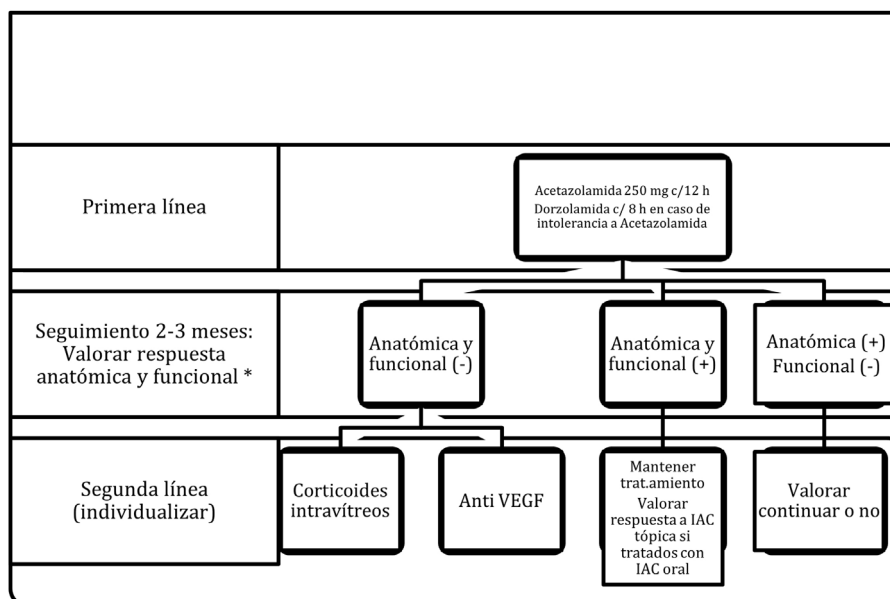 Primera línea
Acetazolamida 250 mg c/12 h
Dorzolamida c/ 8 h en caso de
intolerancia a Acetazolamida
Seguimiento 2-3 meses:
Valorar respuesta
anatómica y funcional *
Anatómica y
funcional (-)
Anatómica y
funcional (+)
Anatómica (+)
Funcional (-)
Segunda línea
(individualizar)
Corticoides
intravítreos
Anti VEGF
Mantener
trat.amiento
Valorar
respuesta a IAC
tópica si
tratados con
IAC oral
Valorar
continuar o no